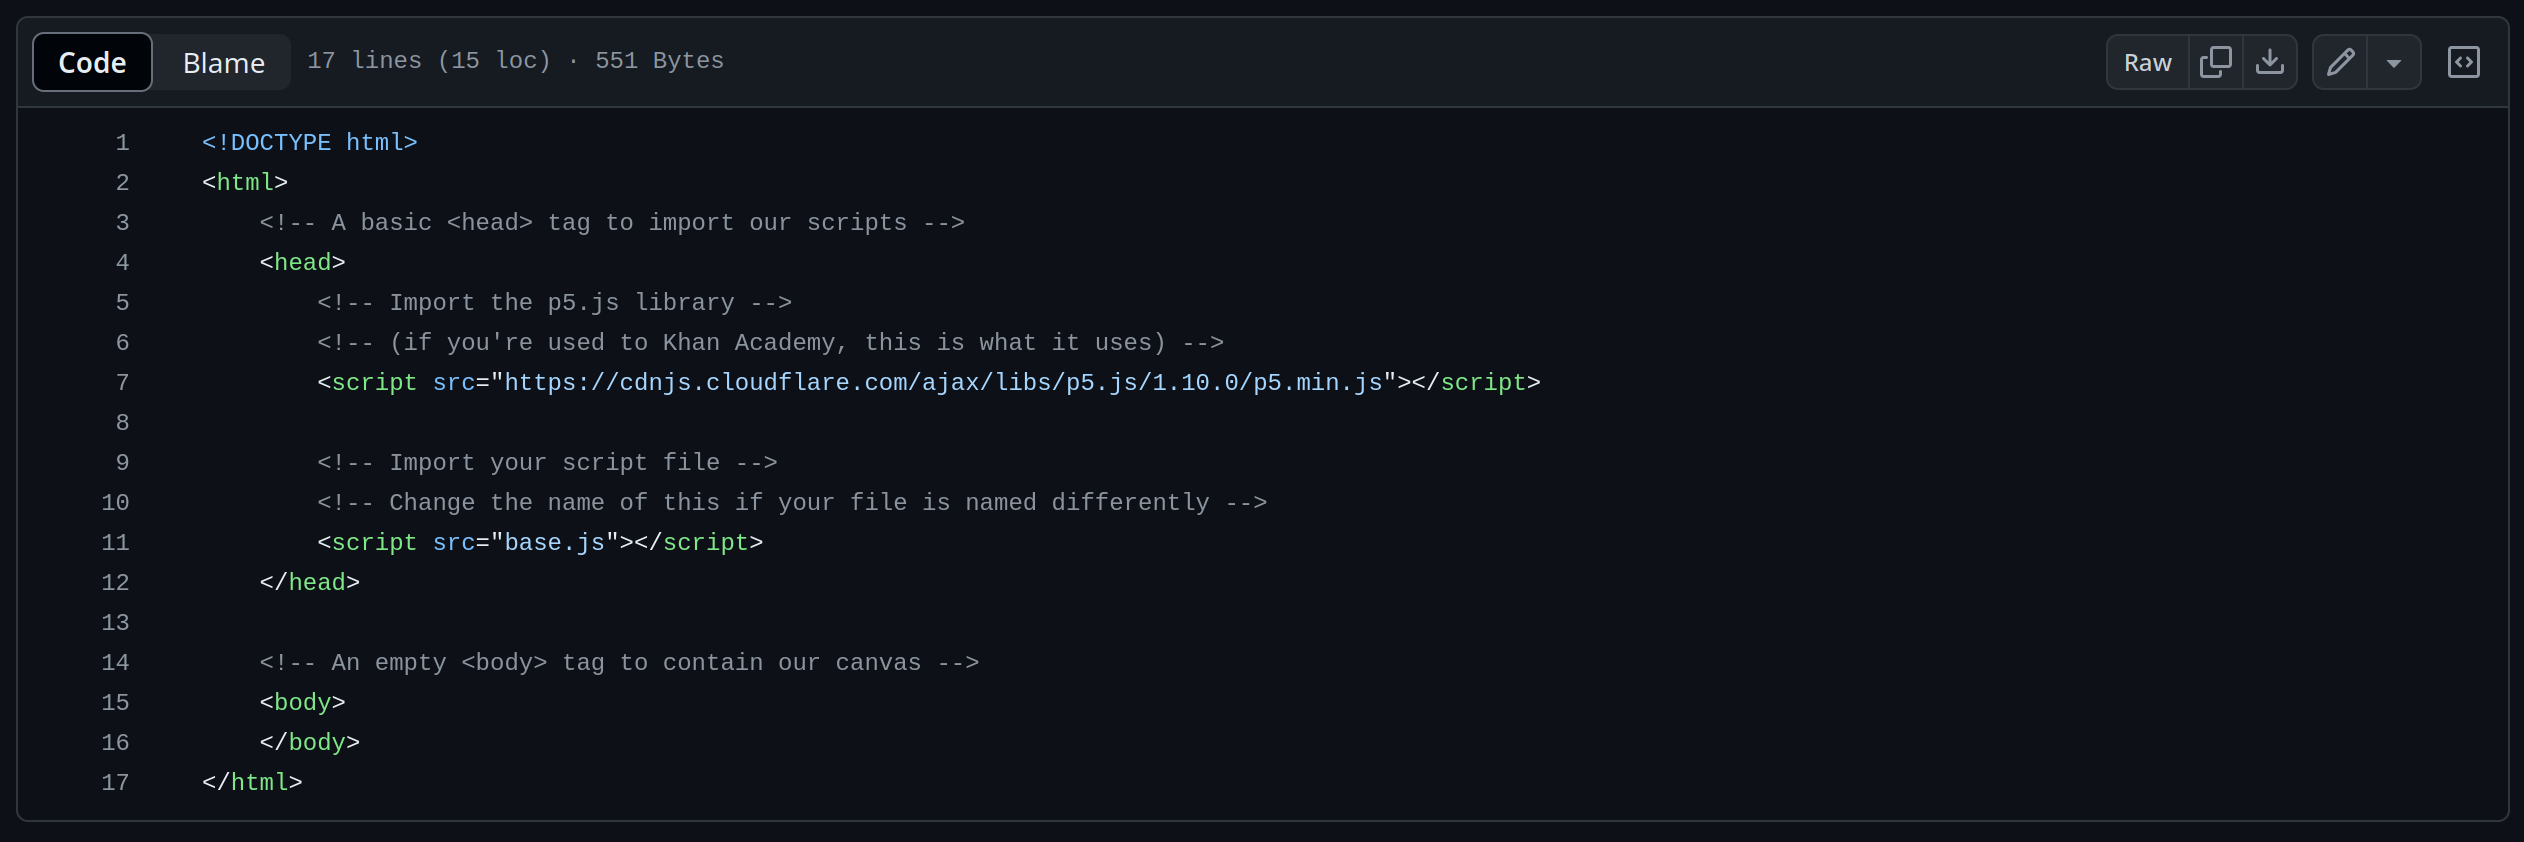 Code Blame 17 lines (15 loc) · 551 Bytes Raw
1 <!DOCTYPE html>
2 <html>
3     <!-- A basic <head> tag to import our scripts -->
4     <head>
5         <!-- Import the p5.js library -->
6         <!-- (if you're used to Khan Academy, this is what it uses) -->
7         <script src="https://cdnjs.cloudflare.com/ajax/libs/p5.js/1.10.0/p5.min.js"></script>
8
9         <!-- Import your script file -->
10         <!-- Change the name of this if your file is named differently -->
11         <script src="base.js"></script>
12     </head>
13
14     <!-- An empty <body> tag to contain our canvas -->
15     <body>
16     </body>
17 </html>